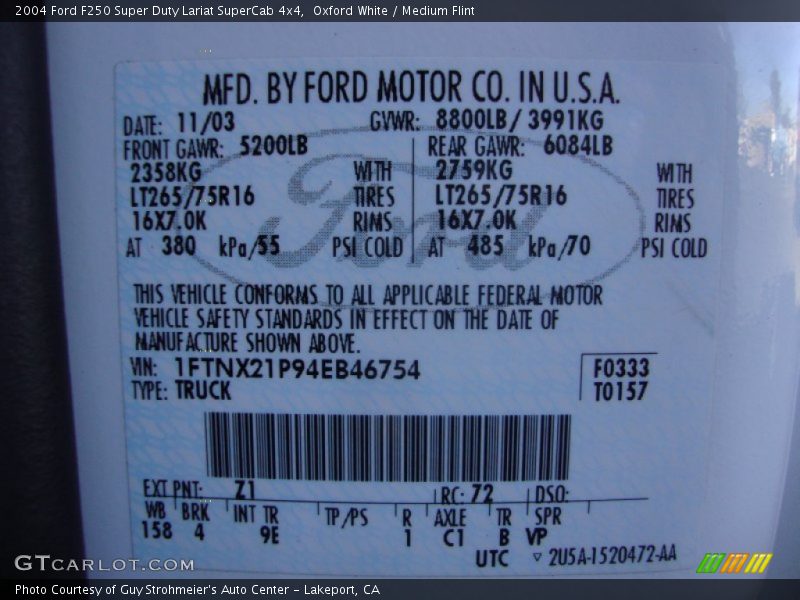 2004 Ford F250 Super Duty Lariat SuperCab 4x4,  Oxford White / Medium Flint
MFD. BY FORD MOTOR CO. IN U.S.A.
DATE: 11/03 GVWR: 8800LB/ 3991KG
FRONT GAWR: 5200LB REAR GAWR: 6084LB
2358KG WITH 2759KG WITH
LT265/75R16 TIRES LT265/75R16 TIRES
16X7.0K RIMS 16X7.0K RIMS
AT 380 kPa/55 PSI COLD AT 485 kPa/70 PSI COLD
Ford
THIS VEHICLE CONFORMS TO ALL APPLICABLE FEDERAL MOTOR
VEHICLE SAFETY STANDARDS IN EFFECT ON THE DATE OF
MANUFACTURE SHOWN ABOVE.
VIN: 1FTNX21P94EB46754 F0333
TYPE: TRUCK T0157
EXT PNT: Z1 RC: 72 DSO:
WB BRK INT TR TP/PS R AXLE TR SPR
158 4 9E 1 C1 B VP
UTC ▽ 2U5A-1520472-AA
GTCARLOT.COM
Photo Courtesy of Guy Strohmeier's Auto Center – Lakeport, CA